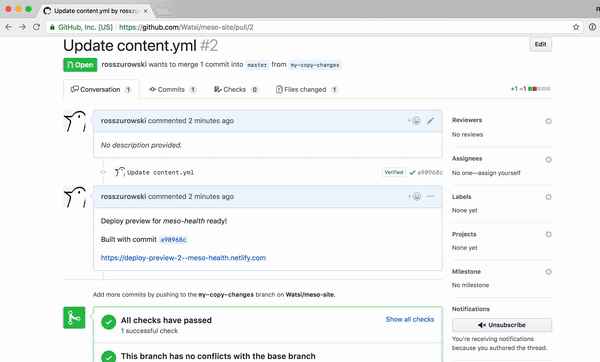 Update content.yml by rosszur
R
GitHub, Inc. [US]
https://github.com/Watsi/meso-site/pull/2
Update content.yml #2
Edit
Open
rosszurowski wants to merge 1 commit into master from my-copy-changes
Conversation 1
Commits 1
Checks 0
Files changed 1
+1 −1
rosszurowski commented 2 minutes ago
No description provided.
Update content.yml
Verified
a90968c
rosszurowski commented 2 minutes ago
Deploy preview for meso-health ready!
Built with commit a90968c
https://deploy-preview-2--meso-health.netlify.com
Add more commits by pushing to the my-copy-changes branch on Watsi/meso-site.
All checks have passed
1 successful check
Show all checks
This branch has no conflicts with the base branch
Reviewers
No reviews
Assignees
No one—assign yourself
Labels
None yet
Projects
None yet
Milestone
No milestone
Notifications
Unsubscribe
You're receiving notifications
because you authored the thread.